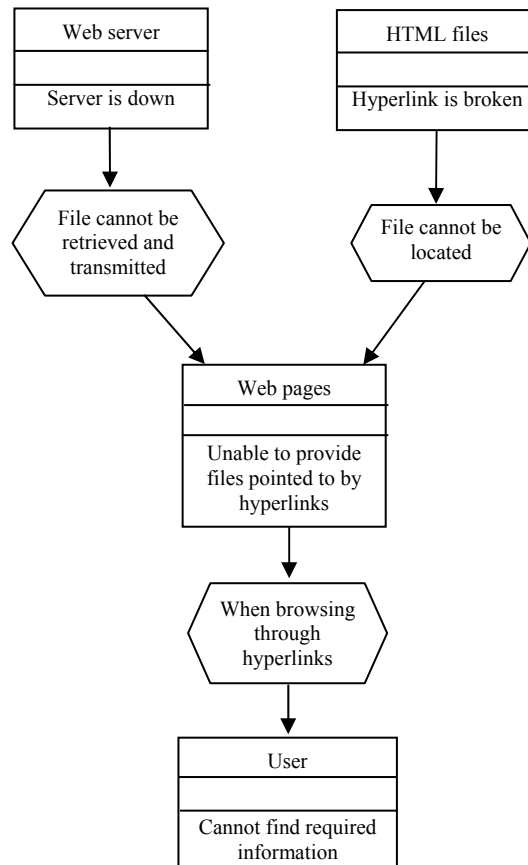 Web server
Server is down
HTML files
Hyperlink is broken
File cannot be
retrieved and
transmitted
File cannot be
located
Web pages
Unable to provide
files pointed to by
hyperlinks
When browsing
through
hyperlinks
User
Cannot find required
information